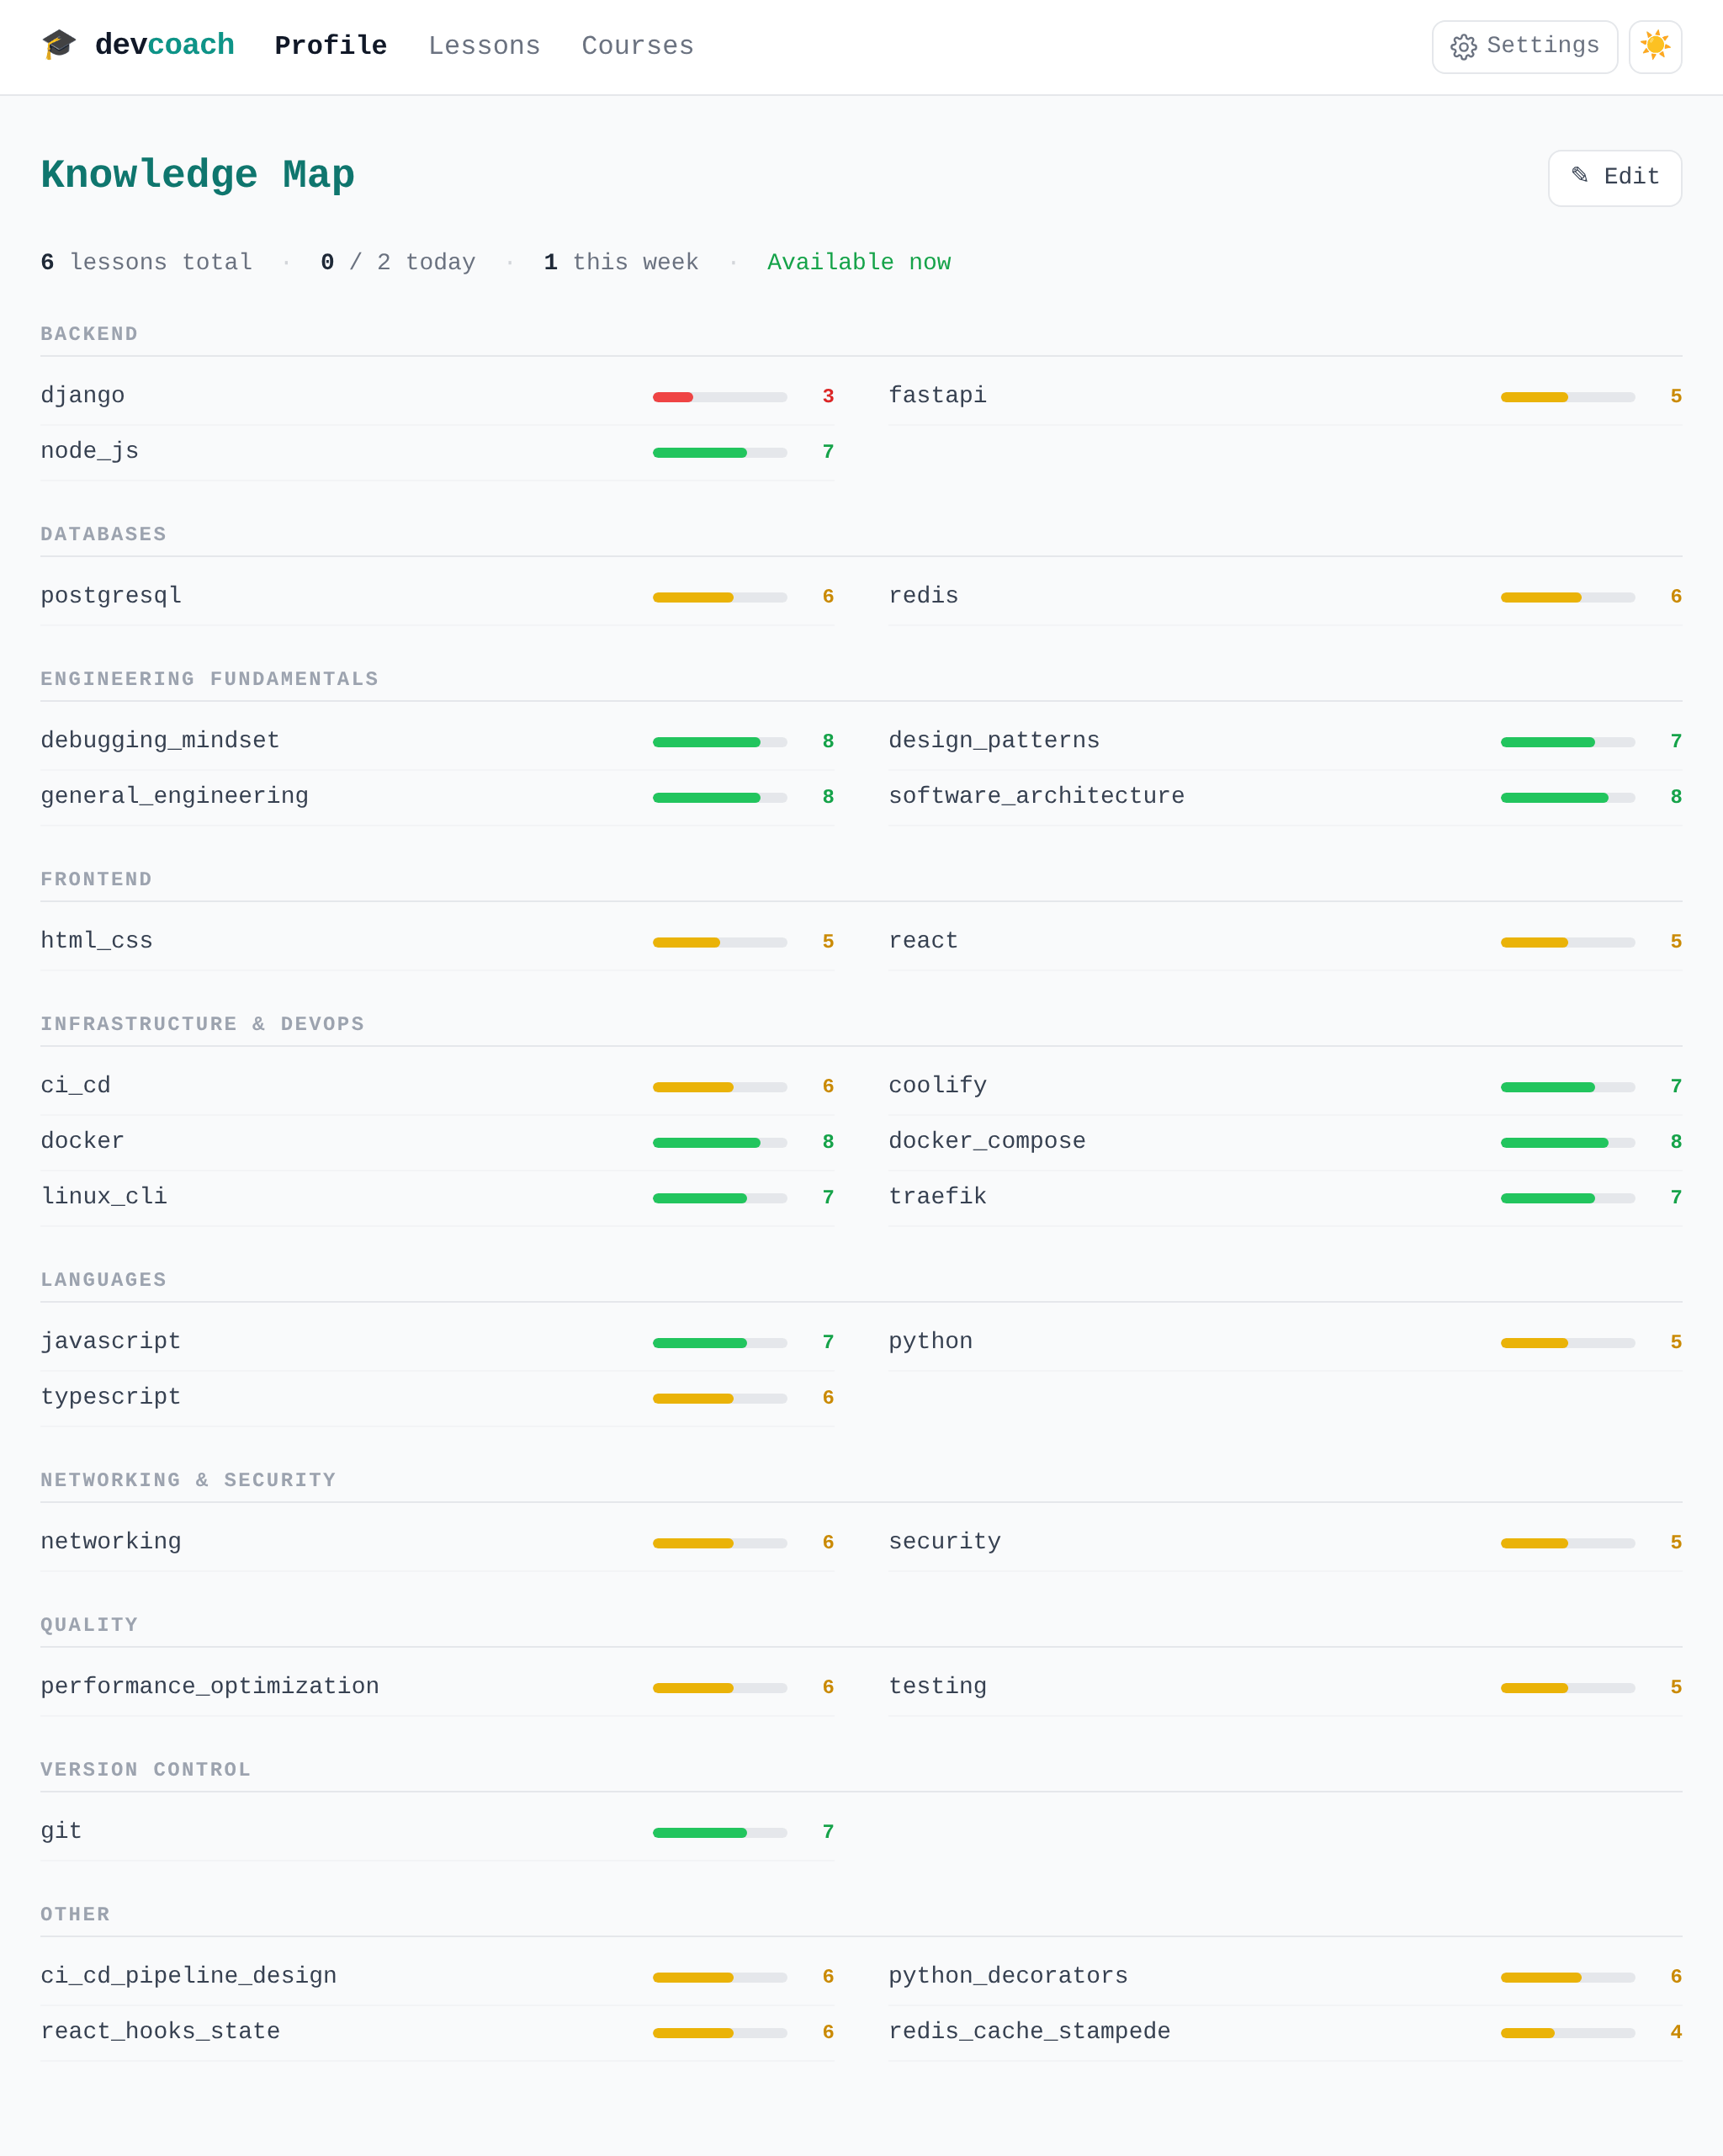 devcoach Profile Lessons Courses Settings
Knowledge Map Edit
6 lessons total · 0 / 2 today · 1 this week · Available now
BACKEND
django 3 fastapi 5
node_js 7
DATABASES
postgresql 6 redis 6
ENGINEERING FUNDAMENTALS
debugging_mindset 8 design_patterns 7
general_engineering 8 software_architecture 8
FRONTEND
html_css 5 react 5
INFRASTRUCTURE & DEVOPS
ci_cd 6 coolify 7
docker 8 docker_compose 8
linux_cli 7 traefik 7
LANGUAGES
javascript 7 python 5
typescript 6
NETWORKING & SECURITY
networking 6 security 5
QUALITY
performance_optimization 6 testing 5
VERSION CONTROL
git 7
OTHER
ci_cd_pipeline_design 6 python_decorators 6
react_hooks_state 6 redis_cache_stampede 4